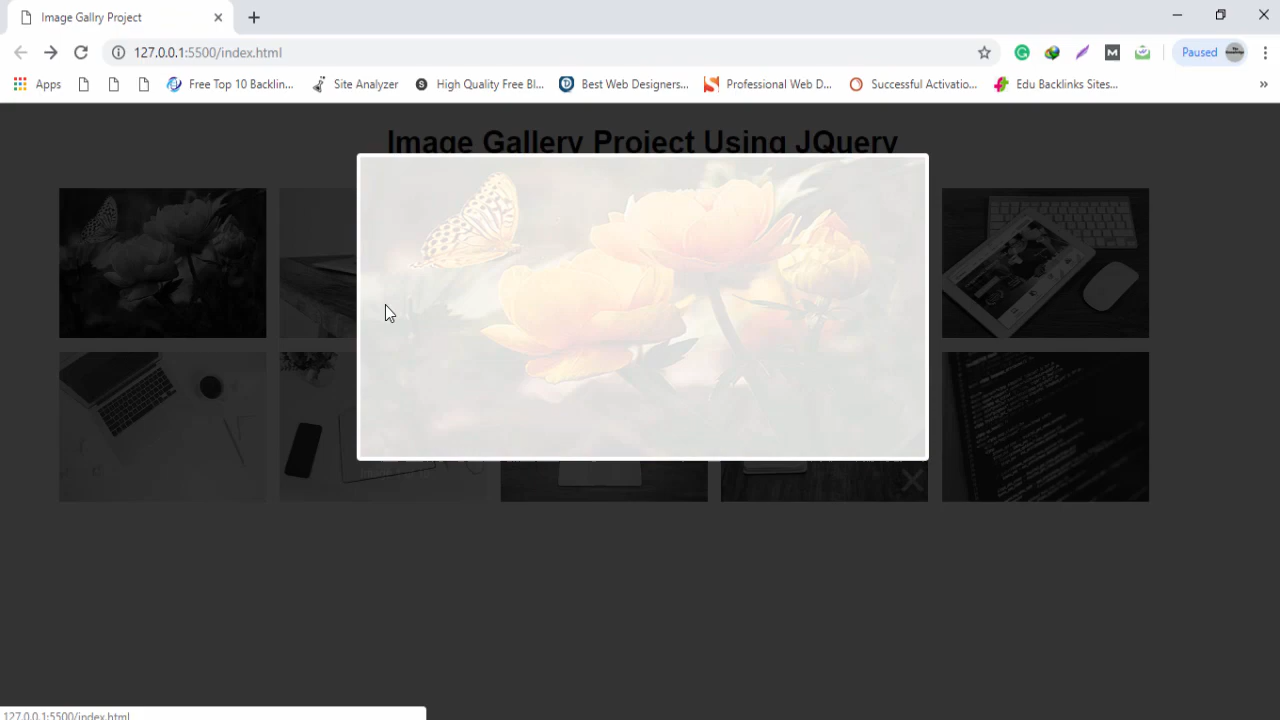 Image Gallry Project
127.0.0.1:5500/index.html
Paused
Apps
Free Top 10 Backlin...
Site Analyzer
High Quality Free Bl...
Best Web Designers...
Professional Web D...
Successful Activatio...
Edu Backlinks Sites...
»
Image Gallery Project Using JQuery
127.0.0.1:5500/index.html